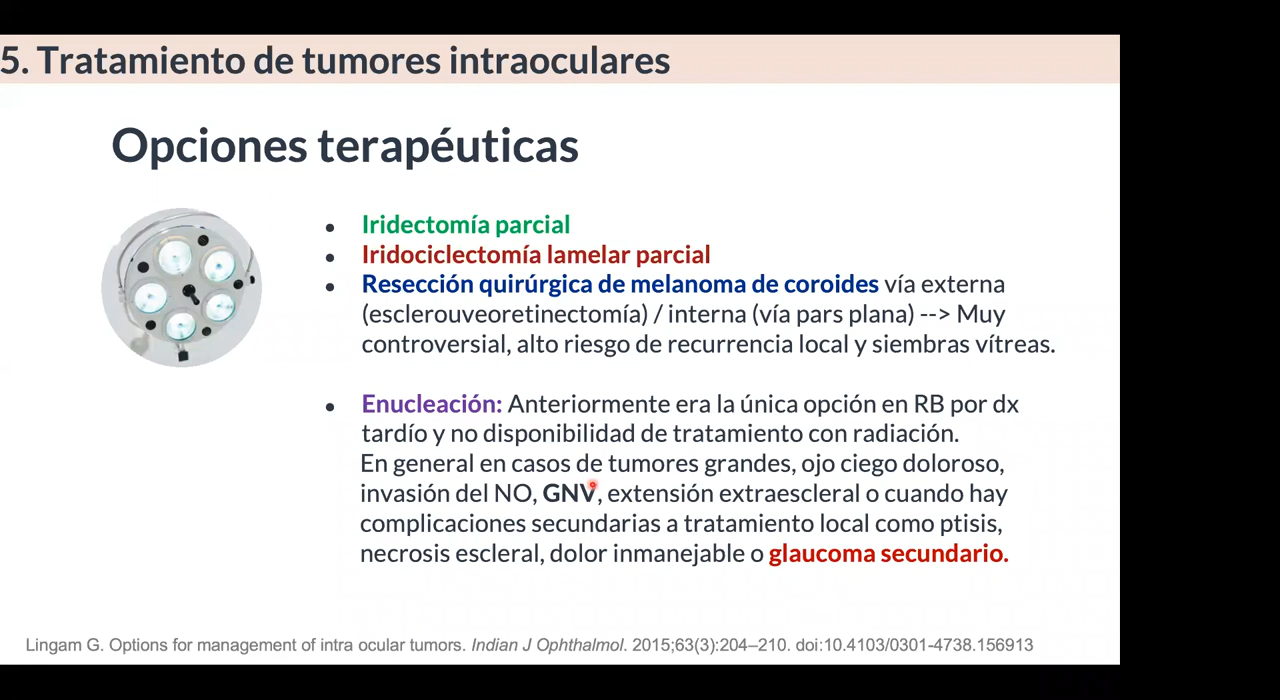 5. Tratamiento de tumores intraoculares
Opciones terapéuticas
● Iridectomía parcial
● Iridociclectomía lamelar parcial
● Resección quirúrgica de melanoma de coroides vía externa
(esclerouveoretinectomía) / interna (vía pars plana) --> Muy
controversial, alto riesgo de recurrencia local y siembras vítreas.
● Enucleación: Anteriormente era la única opción en RB por dx
tardío y no disponibilidad de tratamiento con radiación.
En general en casos de tumores grandes, ojo ciego doloroso,
invasión del NO, GNV, extensión extraescleral o cuando hay
complicaciones secundarias a tratamiento local como ptisis,
necrosis escleral, dolor inmanejable o glaucoma secundario.
Lingam G. Options for management of intra ocular tumors. Indian J Ophthalmol. 2015;63(3):204–210. doi:10.4103/0301-4738.156913